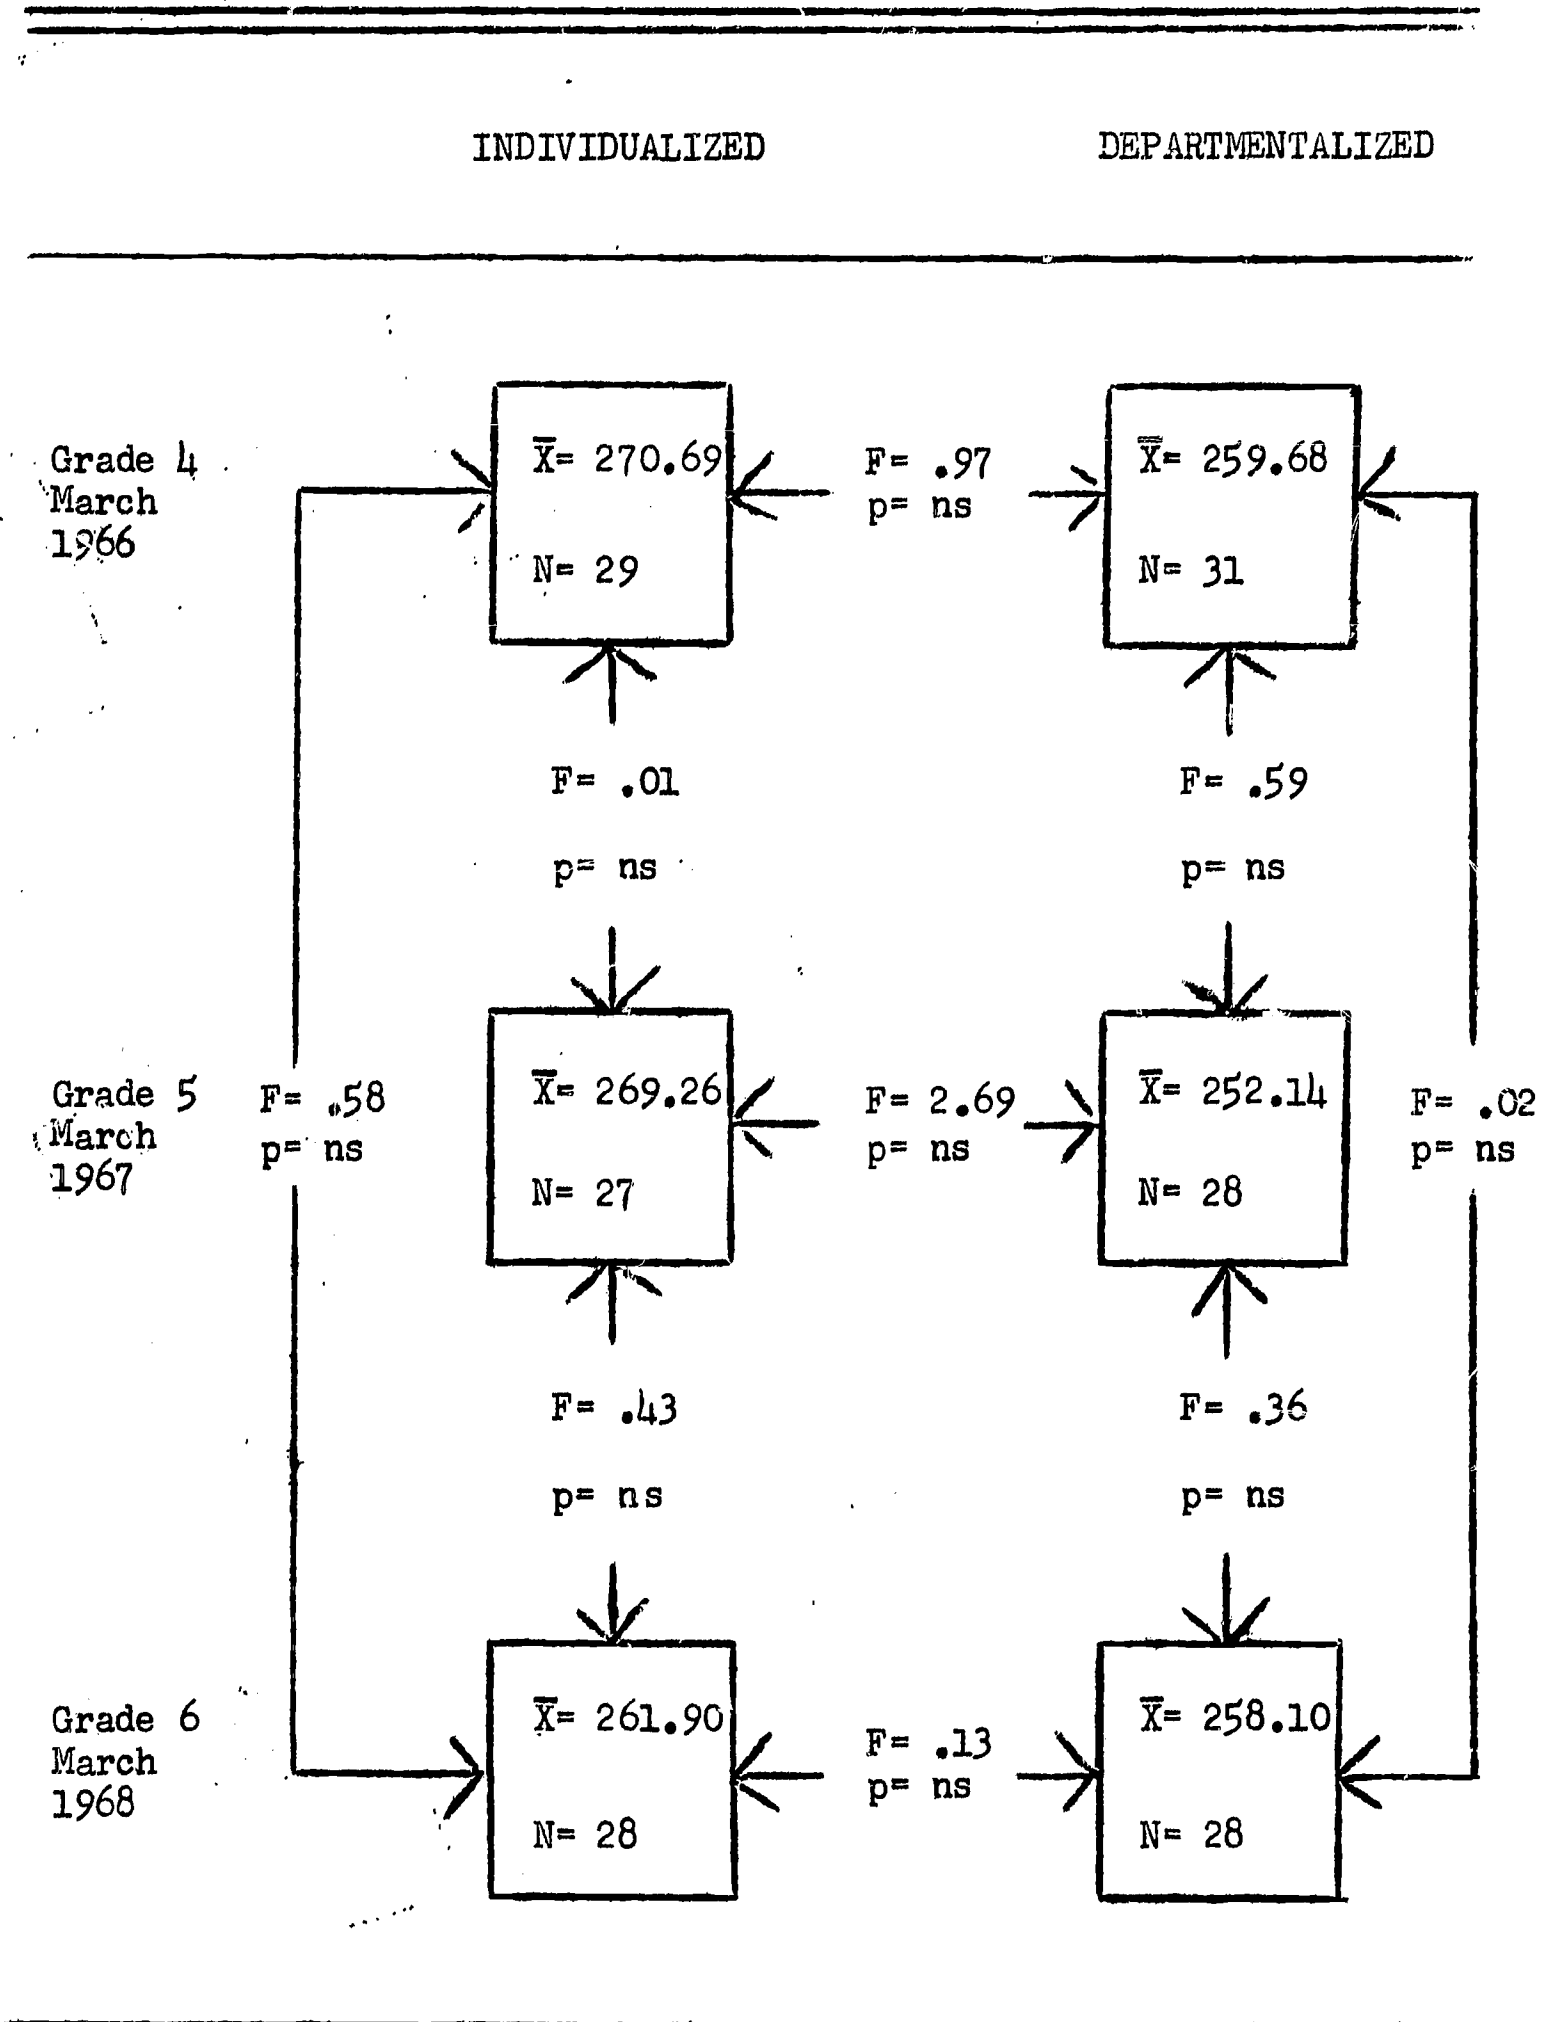 INDIVIDUALIZED DEPARTMENTALIZED
Grade 4
March
1966
X̅= 270.69
N= 29
F= .97
p= ns
X̅= 259.68
N= 31
F= .01
p= ns
F= .59
p= ns
Grade 5
March
1967
F= .58
p= ns
X̅= 269.26
N= 27
F= 2.69
p= ns
X̅= 252.14
N= 28
F= .02
p= ns
F= .43
p= ns
F= .36
p= ns
Grade 6
March
1968
X̅= 261.90
N= 28
F= .13
p= ns
X̅= 258.10
N= 28